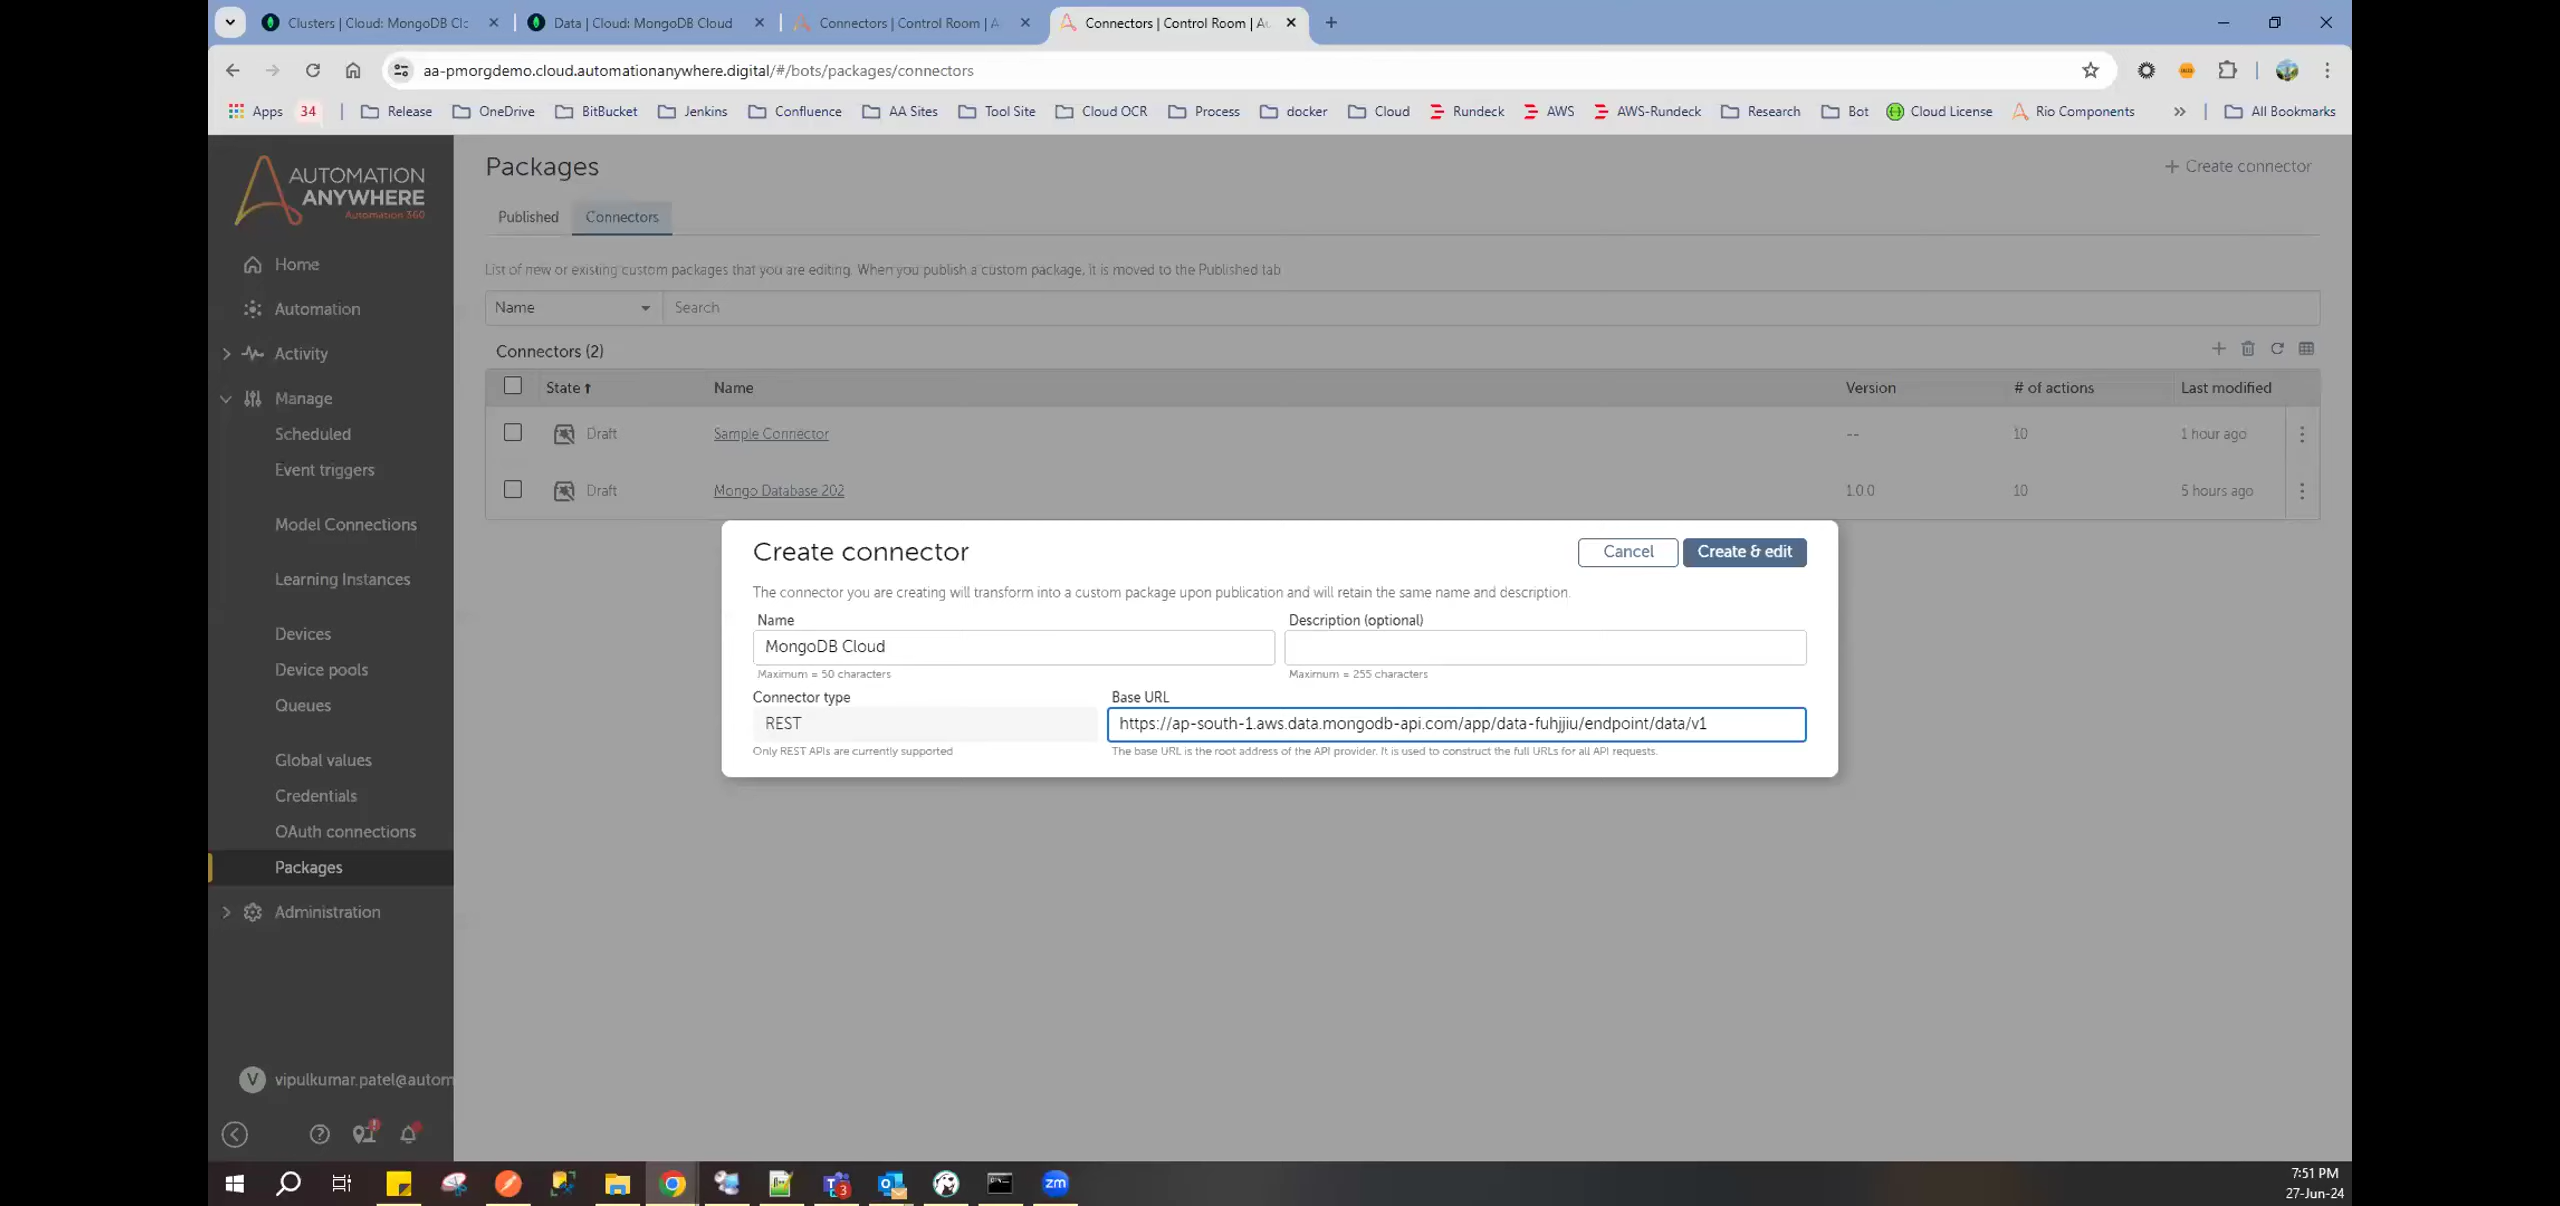 Clusters | Cloud: MongoDB Clo
Data | Cloud: MongoDB Cloud
Connectors | Control Room | A
Connectors | Control Room | Au
aa-pmorgdemo.cloud.automationanywhere.digital/#/bots/packages/connectors
Apps 34 Release OneDrive BitBucket Jenkins Confluence AA Sites Tool Site Cloud OCR Process docker Cloud Rundeck AWS AWS-Rundeck Research Bot Cloud License Rio Components » All Bookmarks
AUTOMATION
ANYWHERE
Automation 360
Home
Automation
Activity
Manage
Scheduled
Event triggers
Model Connections
Learning Instances
Devices
Device pools
Queues
Global values
Credentials
OAuth connections
Packages
Administration
V vipulkumar.patel@autom
Packages
+ Create connector
Published Connectors
List of new or existing custom packages that you are editing. When you publish a custom package, it is moved to the Published tab
Name Search
Connectors (2)
State Name Version # of actions Last modified
Draft Sample Connector -- 10 1 hour ago
Draft Mongo Database 202 1.0.0 10 5 hours ago
Create connector
Cancel Create & edit
The connector you are creating will transform into a custom package upon publication and will retain the same name and description.
Name Description (optional)
MongoDB Cloud
Maximum = 50 characters Maximum = 255 characters
Connector type Base URL
REST https://ap-south-1.aws.data.mongodb-api.com/app/data-fuhjjiu/endpoint/data/v1
Only REST APIs are currently supported The base URL is the root address of the API provider. It is used to construct the full URLs for all API requests.
3
zm
7:51 PM
27-Jun-24